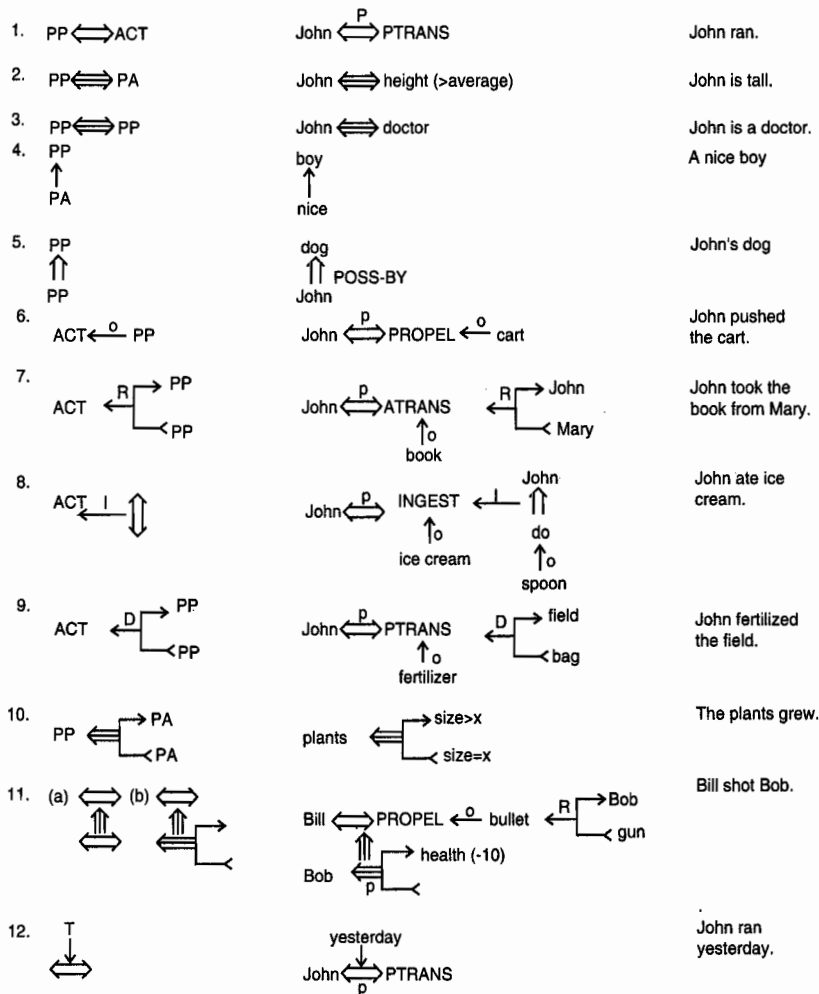 1. PP ACT John P PTRANS John ran.
2. PP PA John height (>average) John is tall.
3. PP PP John doctor John is a doctor.
4. PP boy A nice boy
PA nice
5. PP dog John's dog
POSS-BY
PP John
6. ACT o PP John p PROPEL o cart John pushed
the cart.
7. ACT R PP John p ATRANS R John John took the
PP o Mary book from Mary.
book
8. ACT I John p INGEST I John John ate ice
cream.
o do
ice cream o
spoon
9. ACT D PP John p PTRANS D field John fertilized
PP o bag the field.
fertilizer
10. PP PA plants size>x The plants grew.
PA size=x
11. (a) (b) Bill PROPEL o bullet R Bob Bill shot Bob.
gun
Bob p health (-10)
12. T yesterday John ran
yesterday.
John p PTRANS